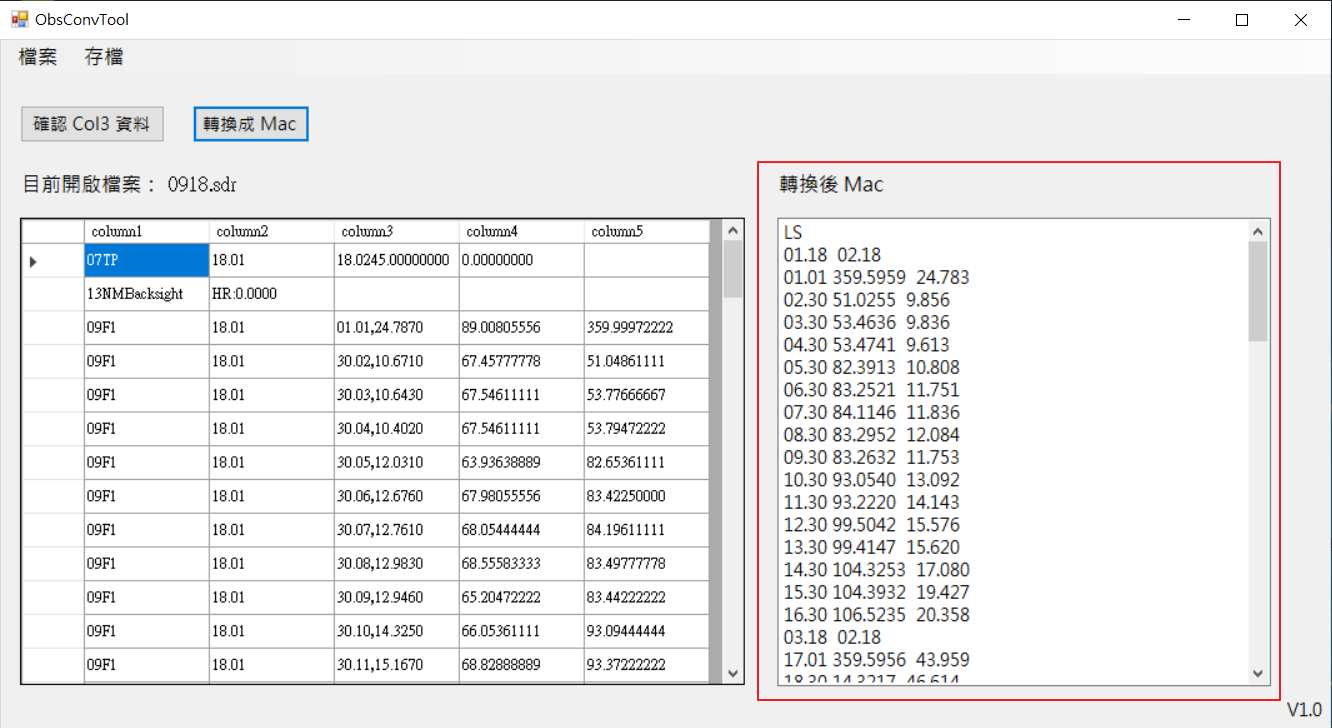 ObsConvTool
檔案 存檔
確認 Col3 資料 轉換成 Mac
目前開啟檔案： 0918.sdr
column1 column2 column3 column4 column5
07TP 18.01 18.0245.00000000 0.00000000
13NMBacksight HR:0.0000
09F1 18.01 01.01,24.7870 89.00805556 359.99972222
09F1 18.01 30.02,10.6710 67.45777778 51.04861111
09F1 18.01 30.03,10.6430 67.54611111 53.77666667
09F1 18.01 30.04,10.4020 67.54611111 53.79472222
09F1 18.01 30.05,12.0310 63.93638889 82.65361111
09F1 18.01 30.06,12.6760 67.98055556 83.42250000
09F1 18.01 30.07,12.7610 68.05444444 84.19611111
09F1 18.01 30.08,12.9830 68.55583333 83.49777778
09F1 18.01 30.09,12.9460 65.20472222 83.44222222
09F1 18.01 30.10,14.3250 66.05361111 93.09444444
09F1 18.01 30.11,15.1670 68.82888889 93.37222222
轉換後 Mac
LS
01.18 02.18
01.01 359.5959 24.783
02.30 51.0255 9.856
03.30 53.4636 9.836
04.30 53.4741 9.613
05.30 82.3913 10.808
06.30 83.2521 11.751
07.30 84.1146 11.836
08.30 83.2952 12.084
09.30 83.2632 11.753
10.30 93.0540 13.092
11.30 93.2220 14.143
12.30 99.5042 15.576
13.30 99.4147 15.620
14.30 104.3253 17.080
15.30 104.3932 19.427
16.30 106.5235 20.358
03.18 02.18
17.01 359.5956 43.959
18.30 14.3217 46.614
V1.0